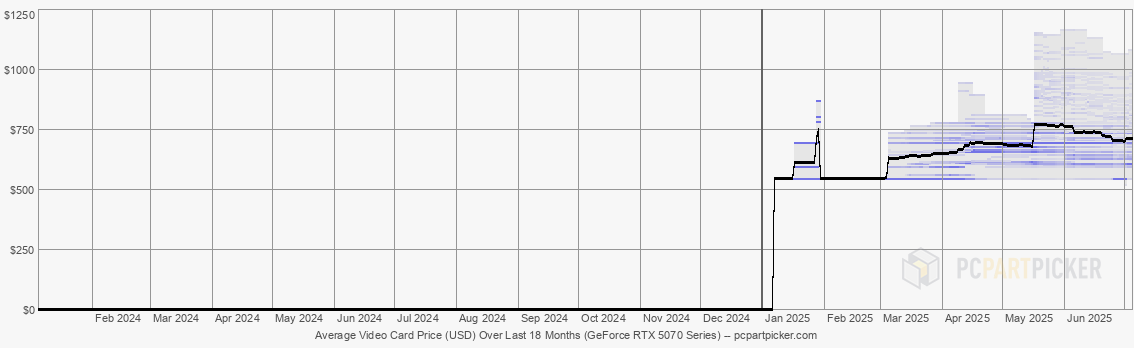 $1250
$1000
$750
$500
$250
$0
Feb 2024 Mar 2024 Apr 2024 May 2024 Jun 2024 Jul 2024 Aug 2024 Sep 2024 Oct 2024 Nov 2024 Dec 2024 Jan 2025 Feb 2025 Mar 2025 Apr 2025 May 2025 Jun 2025
Average Video Card Price (USD) Over Last 18 Months (GeForce RTX 5070 Series) -- pcpartpicker.com
PCPARTPICKER